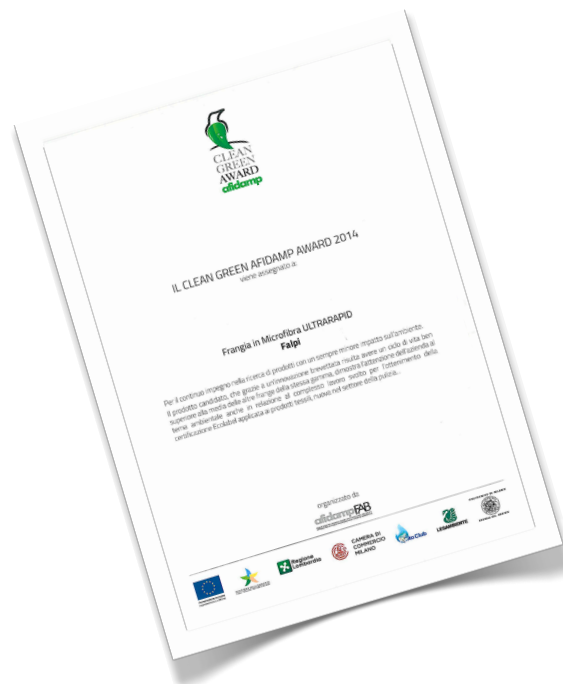 CLEAN
GREEN
AWARD
afidamp
IL CLEAN GREEN AFIDAMP AWARD 2014
viene assegnato a:
Frangia in Microfibra ULTRARAPID
Falpi
Per il continuo impegno nella ricerca di prodotti con un sempre minore impatto sull'ambiente.
Il prodotto candidato, che grazie a un'innovazione brevettata risulta avere un ciclo di vita ben
superiore alla media delle altre frange della stessa gamma, dimostra l'attenzione dell'azienda al
tema ambientale anche in relazione al complesso lavoro svolto per l'ottenimento della
certificazione Ecolabel applicata ai prodotti tessili, nuova nel settore della pulizia...
organizzato da
afidampFAB
Regione
Lombardia
CAMERA DI
COMMERCIO
MILANO
Club
LEGAMBIENTE